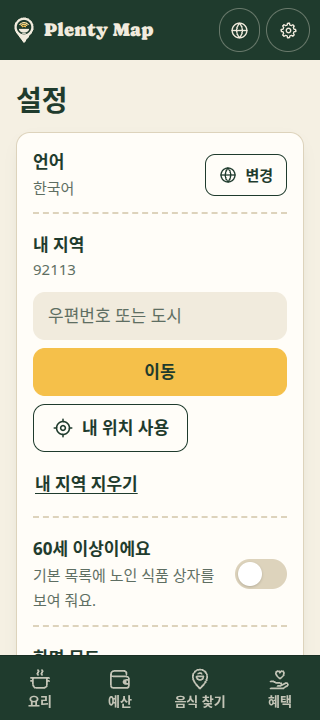 Plenty Map
설정
언어
한국어
변경
내 지역
92113
우편번호 또는 도시
이동
내 위치 사용
내 지역 지우기
60세 이상이에요
기본 목록에 노인 식품 상자를
보여 줘요.
요리
예산
음식 찾기
혜택